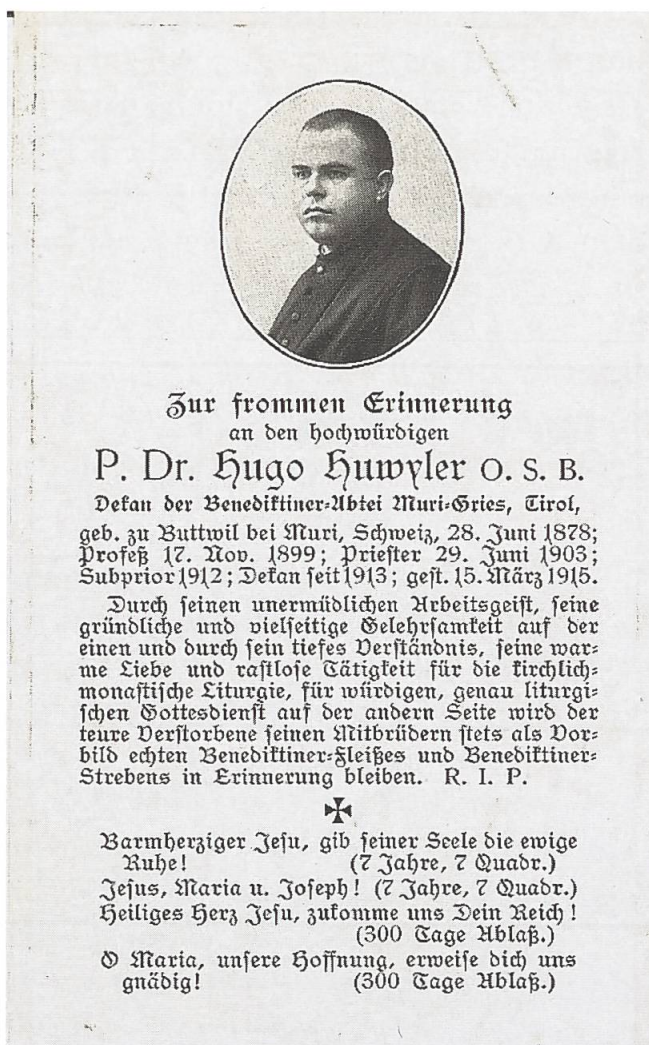 Zur frommen Erinnerung
an den hochwürdigen
P. Dr. Hugo Huwyler O. S. B.
Dekan der Benediktiner-Abtei Muri-Gries, Tirol,
geb. zu Buttwil bei Muri, Schweiz, 28. Juni 1878;
Profeß 17. Nov. 1899; Priester 29. Juni 1903;
Subprior 1912; Dekan seit 1913; gest. 15. März 1915.
Durch seinen unermüdlichen Arbeitsgeist, seine
gründliche und vielseitige Gelehrsamkeit auf der
einen und durch sein tiefes Verständnis, seine war-
me Liebe und rastlose Tätigkeit für die kirchlich-
monastische Liturgie, für würdigen, genau liturgi-
schen Gottesdienst auf der andern Seite wird der
teure Verstorbene seinen Mitbrüdern stets als Vor-
bild echten Benediktiner-Fleißes und Benediktiner-
Strebens in Erinnerung bleiben. R. I. P.
Barmherziger Jesu, gib seiner Seele die ewige
Ruhe! (7 Jahre, 7 Quadr.)
Jesus, Maria u. Joseph! (7 Jahre, 7 Quadr.)
Heiliges Herz Jesu, zukomme uns Dein Reich!
(300 Tage Ablaß.)
O Maria, unsere Hoffnung, erweise dich uns
gnädig! (300 Tage Ablaß.)